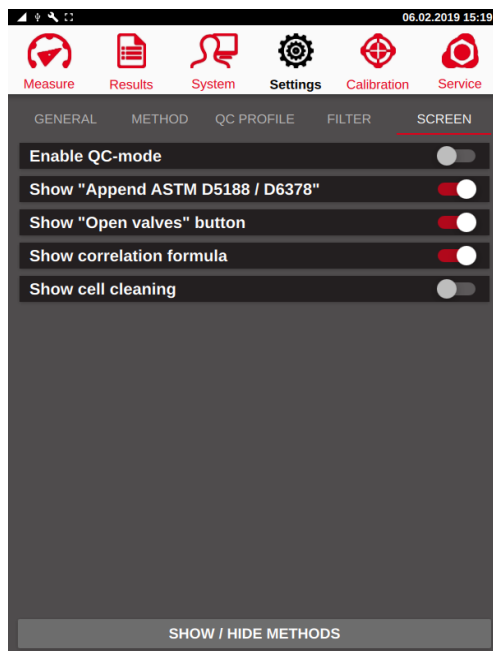 06.02.2019 15:19
Measure Results System Settings Calibration Service
GENERAL METHOD QC PROFILE FILTER SCREEN
Enable QC-mode
Show "Append ASTM D5188 / D6378"
Show "Open valves" button
Show correlation formula
Show cell cleaning
SHOW / HIDE METHODS